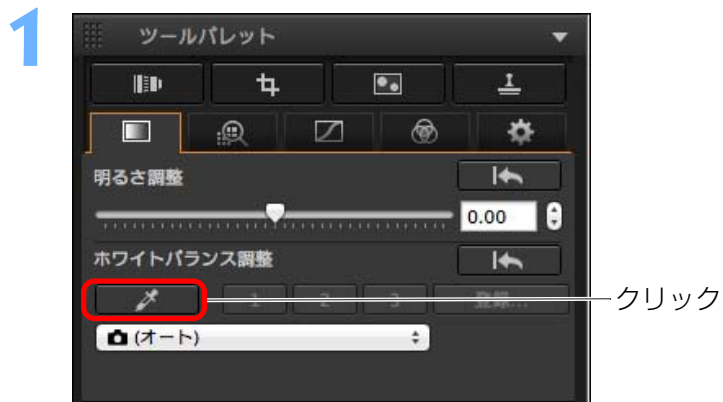 1
ツールパレット
明るさ調整
0.00
ホワイトバランス調整
1 2 3 登録...
クリック
(オート)